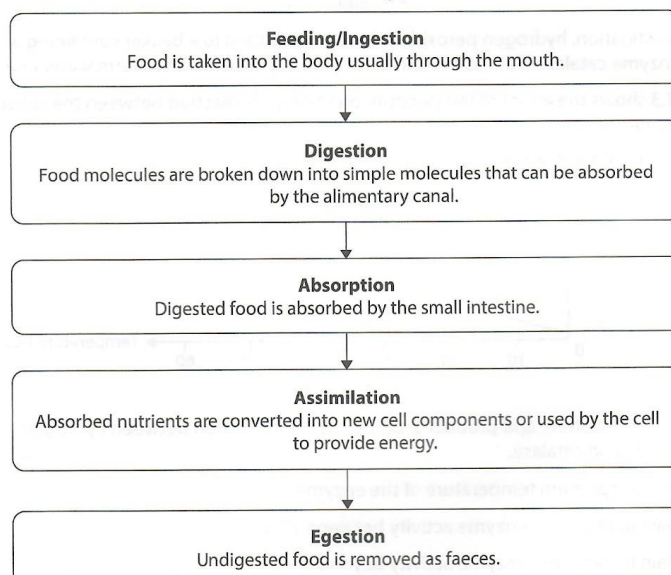 Feeding/Ingestion
Food is taken into the body usually through the mouth.
Digestion
Food molecules are broken down into simple molecules that can be absorbed
by the alimentary canal.
Absorption
Digested food is absorbed by the small intestine.
Assimilation
Absorbed nutrients are converted into new cell components or used by the cell
to provide energy.
Egestion
Undigested food is removed as faeces.